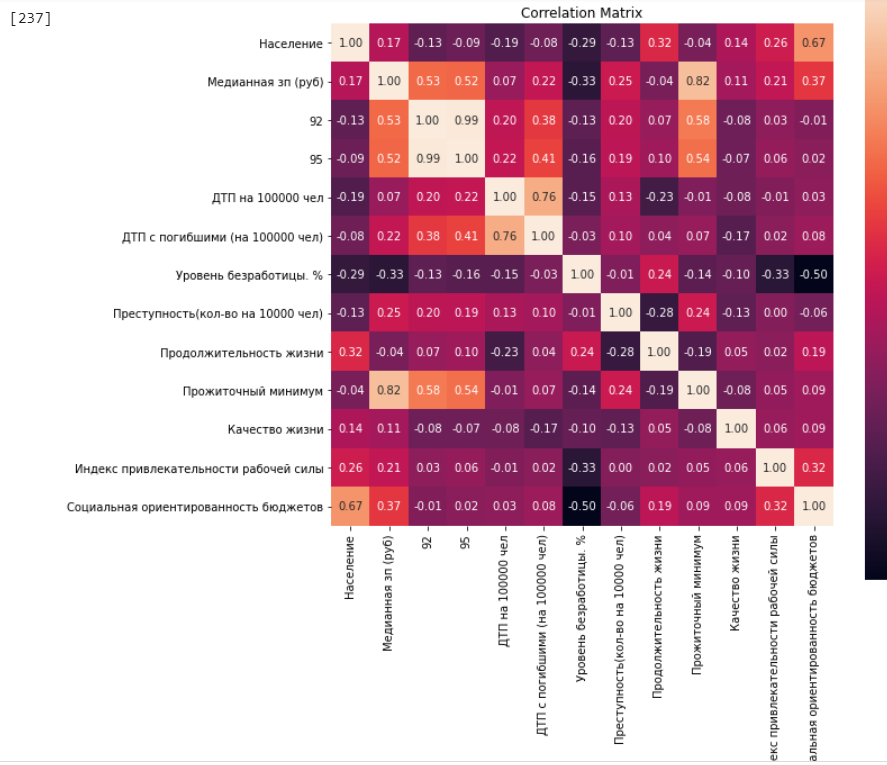 [237]
Correlation Matrix
Население 1.00 0.17 -0.13 -0.09 -0.19 -0.08 -0.29 -0.13 0.32 -0.04 0.14 0.26 0.67
Медианная зп (руб) 0.17 1.00 0.53 0.52 0.07 0.22 -0.33 0.25 -0.04 0.82 0.11 0.21 0.37
92 -0.13 0.53 1.00 0.99 0.20 0.38 -0.13 0.20 0.07 0.58 -0.08 0.03 -0.01
95 -0.09 0.52 0.99 1.00 0.22 0.41 -0.16 0.19 0.10 0.54 -0.07 0.06 0.02
ДТП на 100000 чел -0.19 0.07 0.20 0.22 1.00 0.76 -0.15 0.13 -0.23 -0.01 -0.08 -0.01 0.03
ДТП с погибшими (на 100000 чел) -0.08 0.22 0.38 0.41 0.76 1.00 -0.03 0.10 0.04 0.07 -0.17 0.02 0.08
Уровень безработицы. % -0.29 -0.33 -0.13 -0.16 -0.15 -0.03 1.00 -0.01 0.24 -0.14 -0.10 -0.33 -0.50
Преступность(кол-во на 10000 чел) -0.13 0.25 0.20 0.19 0.13 0.10 -0.01 1.00 -0.28 0.24 -0.13 0.00 -0.06
Продолжительность жизни 0.32 -0.04 0.07 0.10 -0.23 0.04 0.24 -0.28 1.00 -0.19 0.05 0.02 0.19
Прожиточный минимум -0.04 0.82 0.58 0.54 -0.01 0.07 -0.14 0.24 -0.19 1.00 -0.08 0.05 0.09
Качество жизни 0.14 0.11 -0.08 -0.07 -0.08 -0.17 -0.10 -0.13 0.05 -0.08 1.00 0.06 0.09
Индекс привлекательности рабочей силы 0.26 0.21 0.03 0.06 -0.01 0.02 -0.33 0.00 0.02 0.05 0.06 1.00 0.32
Социальная ориентированность бюджетов 0.67 0.37 -0.01 0.02 0.03 0.08 -0.50 -0.06 0.19 0.09 0.09 0.32 1.00
Население
Медианная зп (руб)
92
95
ДТП на 100000 чел
ДТП с погибшими (на 100000 чел)
Уровень безработицы. %
Преступность(кол-во на 10000 чел)
Продолжительность жизни
Прожиточный минимум
Качество жизни
екс привлекательности рабочей силы
альная ориентированность бюджетов